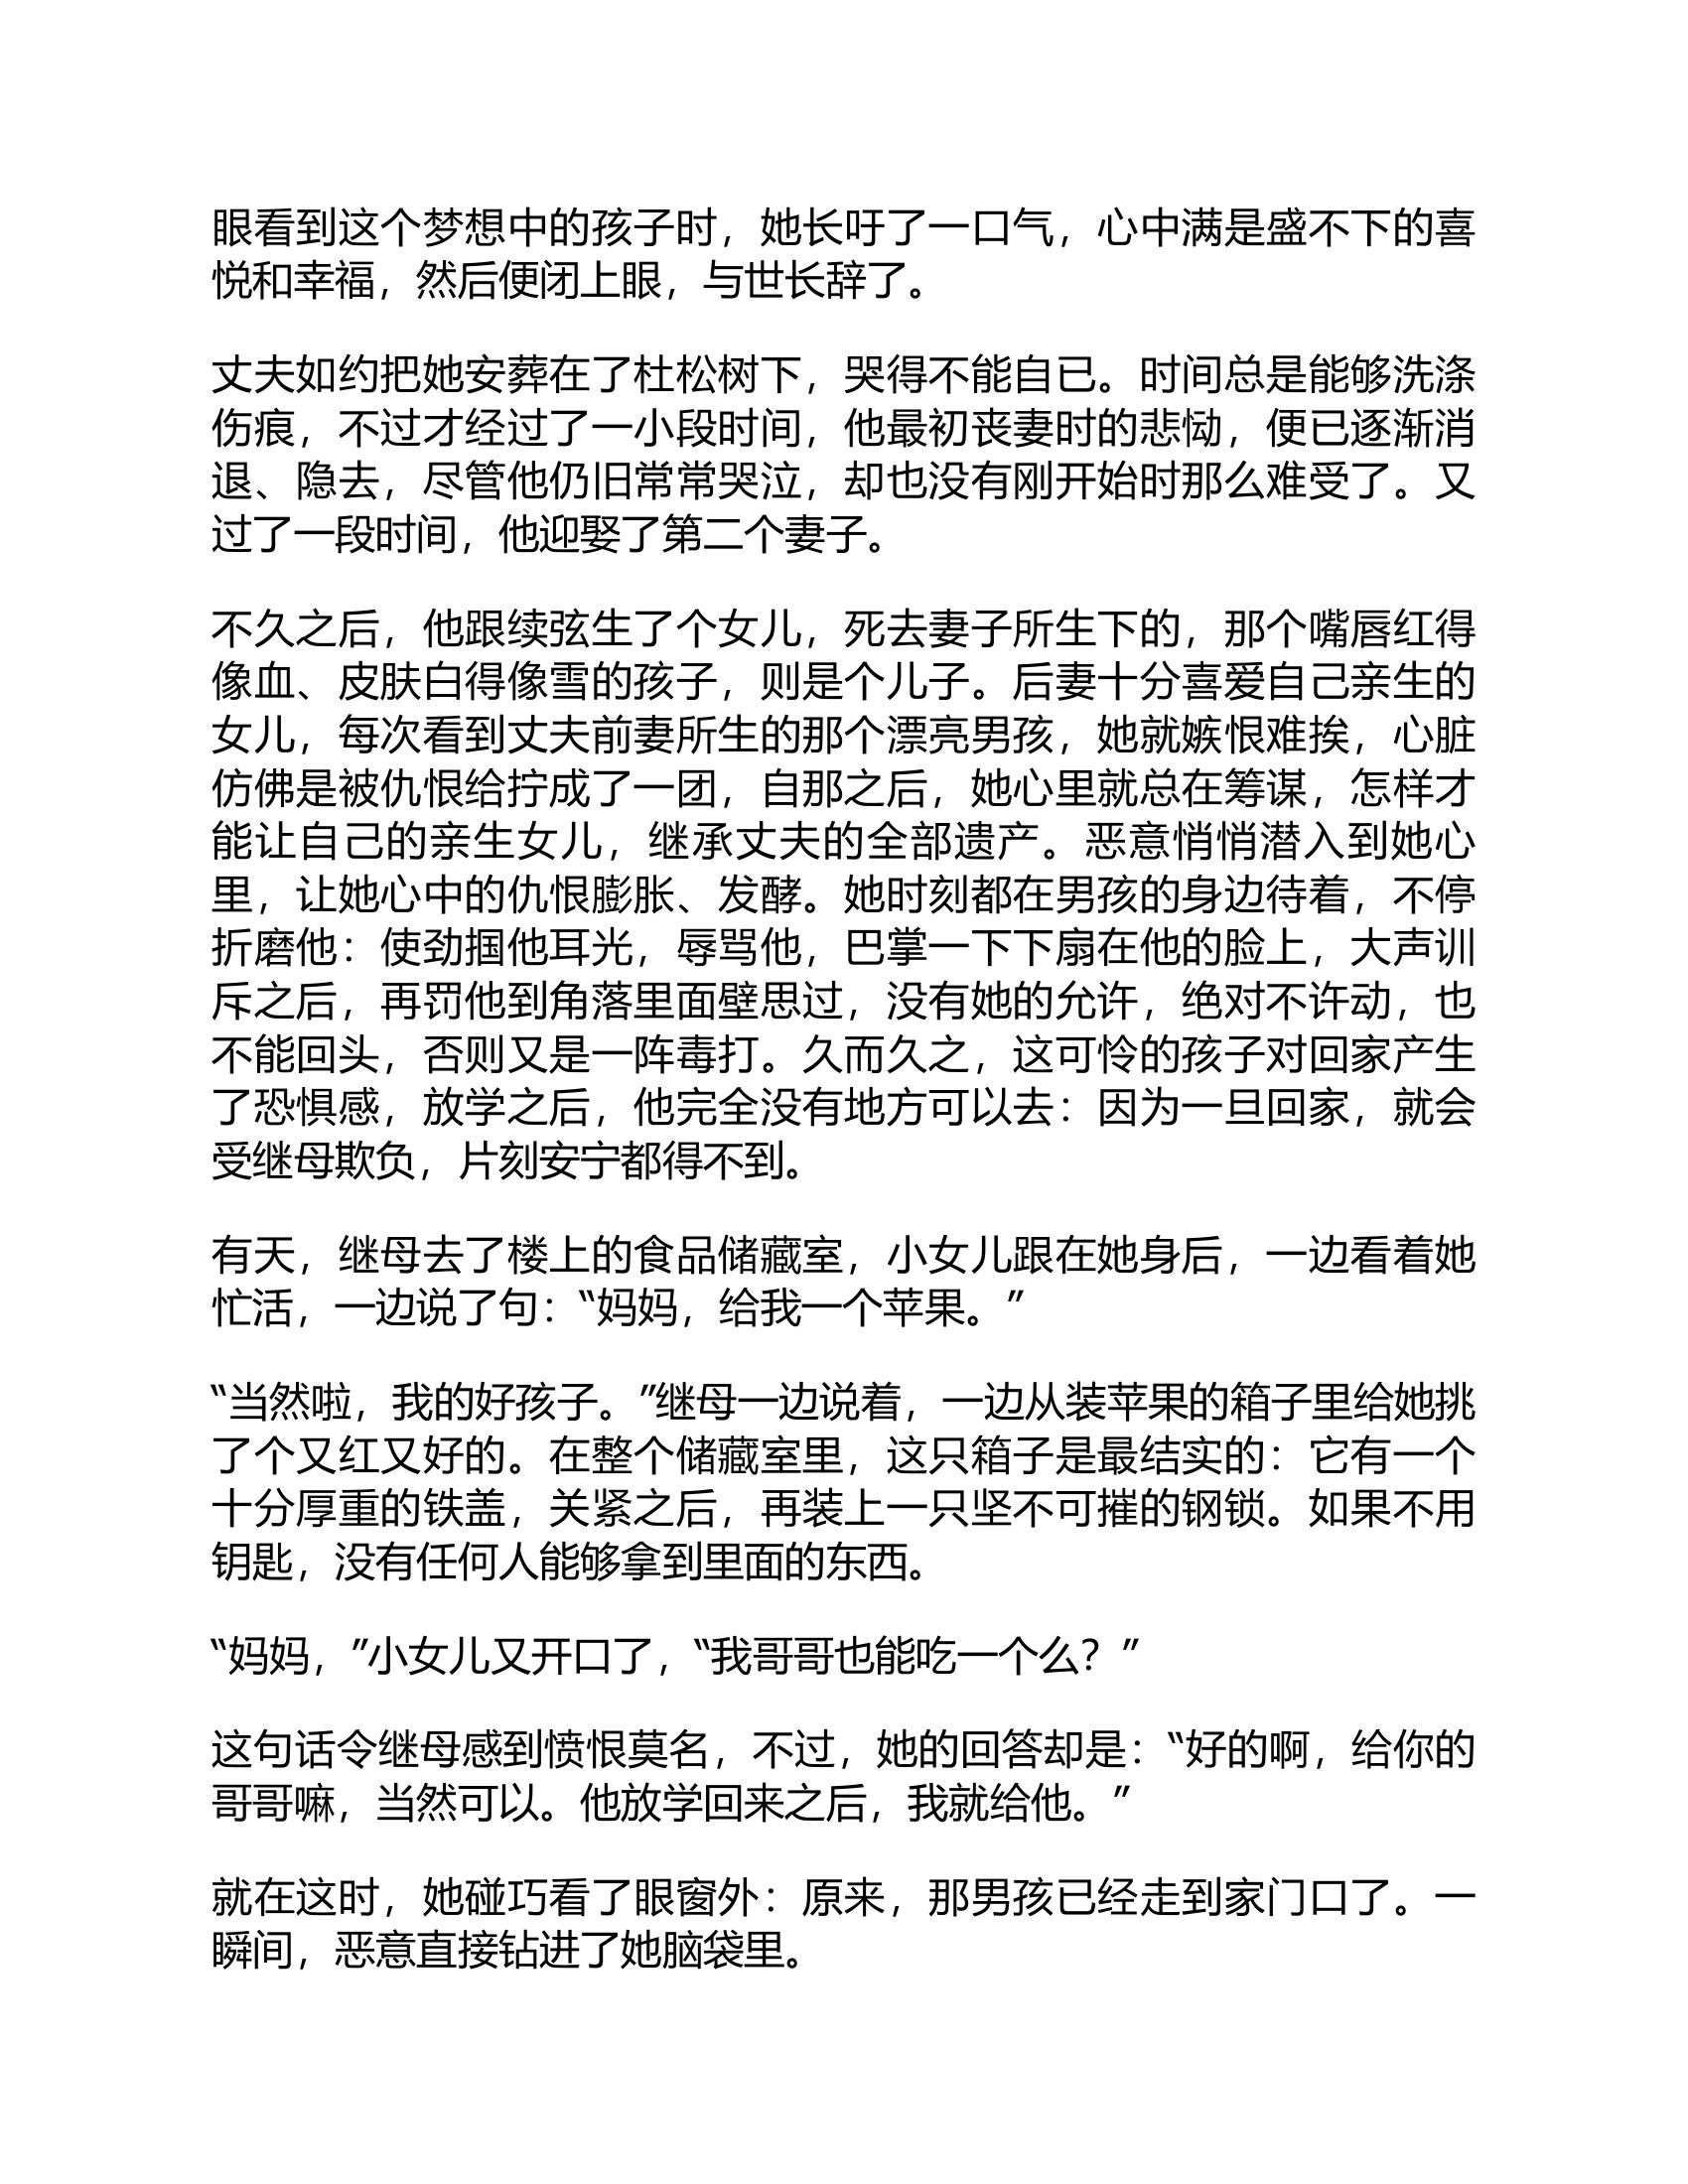 眼看到这个梦想中的孩子时，她长吁了一口气，心中满是盛不下的喜
悦和幸福，然后便闭上眼，与世长辞了。
丈夫如约把她安葬在了杜松树下，哭得不能自已。时间总是能够洗涤
伤痕，不过才经过了一小段时间，他最初丧妻时的悲恸，便已逐渐消
退、隐去，尽管他仍旧常常哭泣，却也没有刚开始时那么难受了。又
过了一段时间，他迎娶了第二个妻子。
不久之后，他跟续弦生了个女儿，死去妻子所生下的，那个嘴唇红得
像血、皮肤白得像雪的孩子，则是个儿子。后妻十分喜爱自己亲生的
女儿，每次看到丈夫前妻所生的那个漂亮男孩，她就嫉恨难挨，心脏
仿佛是被仇恨给拧成了一团，自那之后，她心里就总在筹谋，怎样才
能让自己的亲生女儿，继承丈夫的全部遗产。恶意悄悄潜入到她心
里，让她心中的仇恨膨胀、发酵。她时刻都在男孩的身边待着，不停
折磨他：使劲掴他耳光，辱骂他，巴掌一下下扇在他的脸上，大声训
斥之后，再罚他到角落里面壁思过，没有她的允许，绝对不许动，也
不能回头，否则又是一阵毒打。久而久之，这可怜的孩子对回家产生
了恐惧感，放学之后，他完全没有地方可以去：因为一旦回家，就会
受继母欺负，片刻安宁都得不到。
有天，继母去了楼上的食品储藏室，小女儿跟在她身后，一边看着她
忙活，一边说了句：“妈妈，给我一个苹果。”
“当然啦，我的好孩子。”继母一边说着，一边从装苹果的箱子里给她挑
了个又红又好的。在整个储藏室里，这只箱子是最结实的：它有一个
十分厚重的铁盖，关紧之后，再装上一只坚不可摧的钢锁。如果不用
钥匙，没有任何人能够拿到里面的东西。
“妈妈，”小女儿又开口了，“我哥哥也能吃一个么？”
这句话令继母感到愤恨莫名，不过，她的回答却是：“好的啊，给你的
哥哥嘛，当然可以。他放学回来之后，我就给他。”
就在这时，她碰巧看了眼窗外：原来，那男孩已经走到家门口了。一
瞬间，恶意直接钻进了她脑袋里。